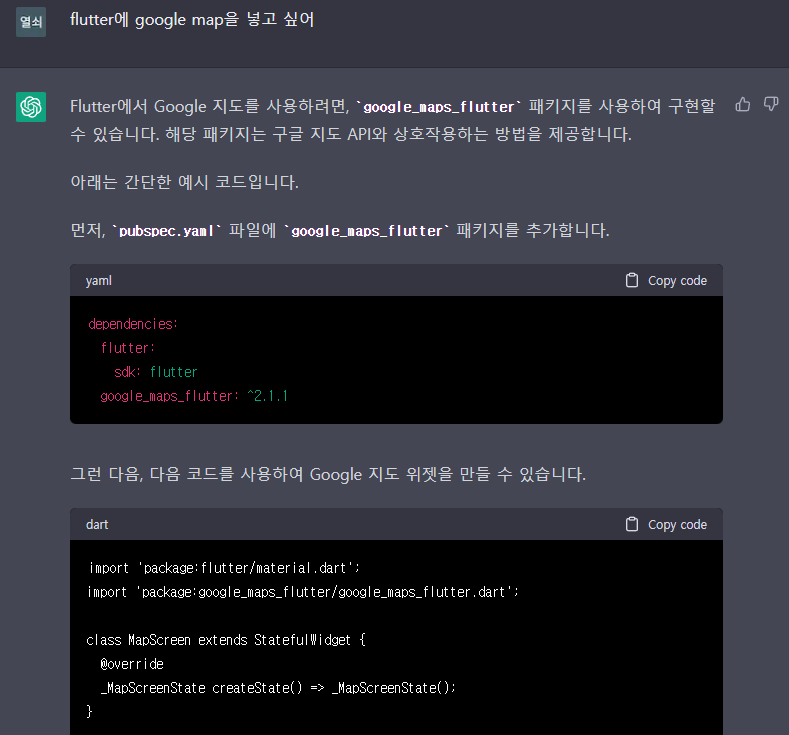 열쇠
flutter에 google map을 넣고 싶어
Flutter에서 Google 지도를 사용하려면, `google_maps_flutter` 패키지를 사용하여 구현할
수 있습니다. 해당 패키지는 구글 지도 API와 상호작용하는 방법을 제공합니다.
아래는 간단한 예시 코드입니다.
먼저, `pubspec.yaml` 파일에 `google_maps_flutter` 패키지를 추가합니다.
yaml
Copy code
dependencies:
  flutter:
    sdk: flutter
  google_maps_flutter: ^2.1.1
그런 다음, 다음 코드를 사용하여 Google 지도 위젯을 만들 수 있습니다.
dart
Copy code
import 'package:flutter/material.dart';
import 'package:google_maps_flutter/google_maps_flutter.dart';
class MapScreen extends StatefulWidget {
  @override
  _MapScreenState createState() => _MapScreenState();
}